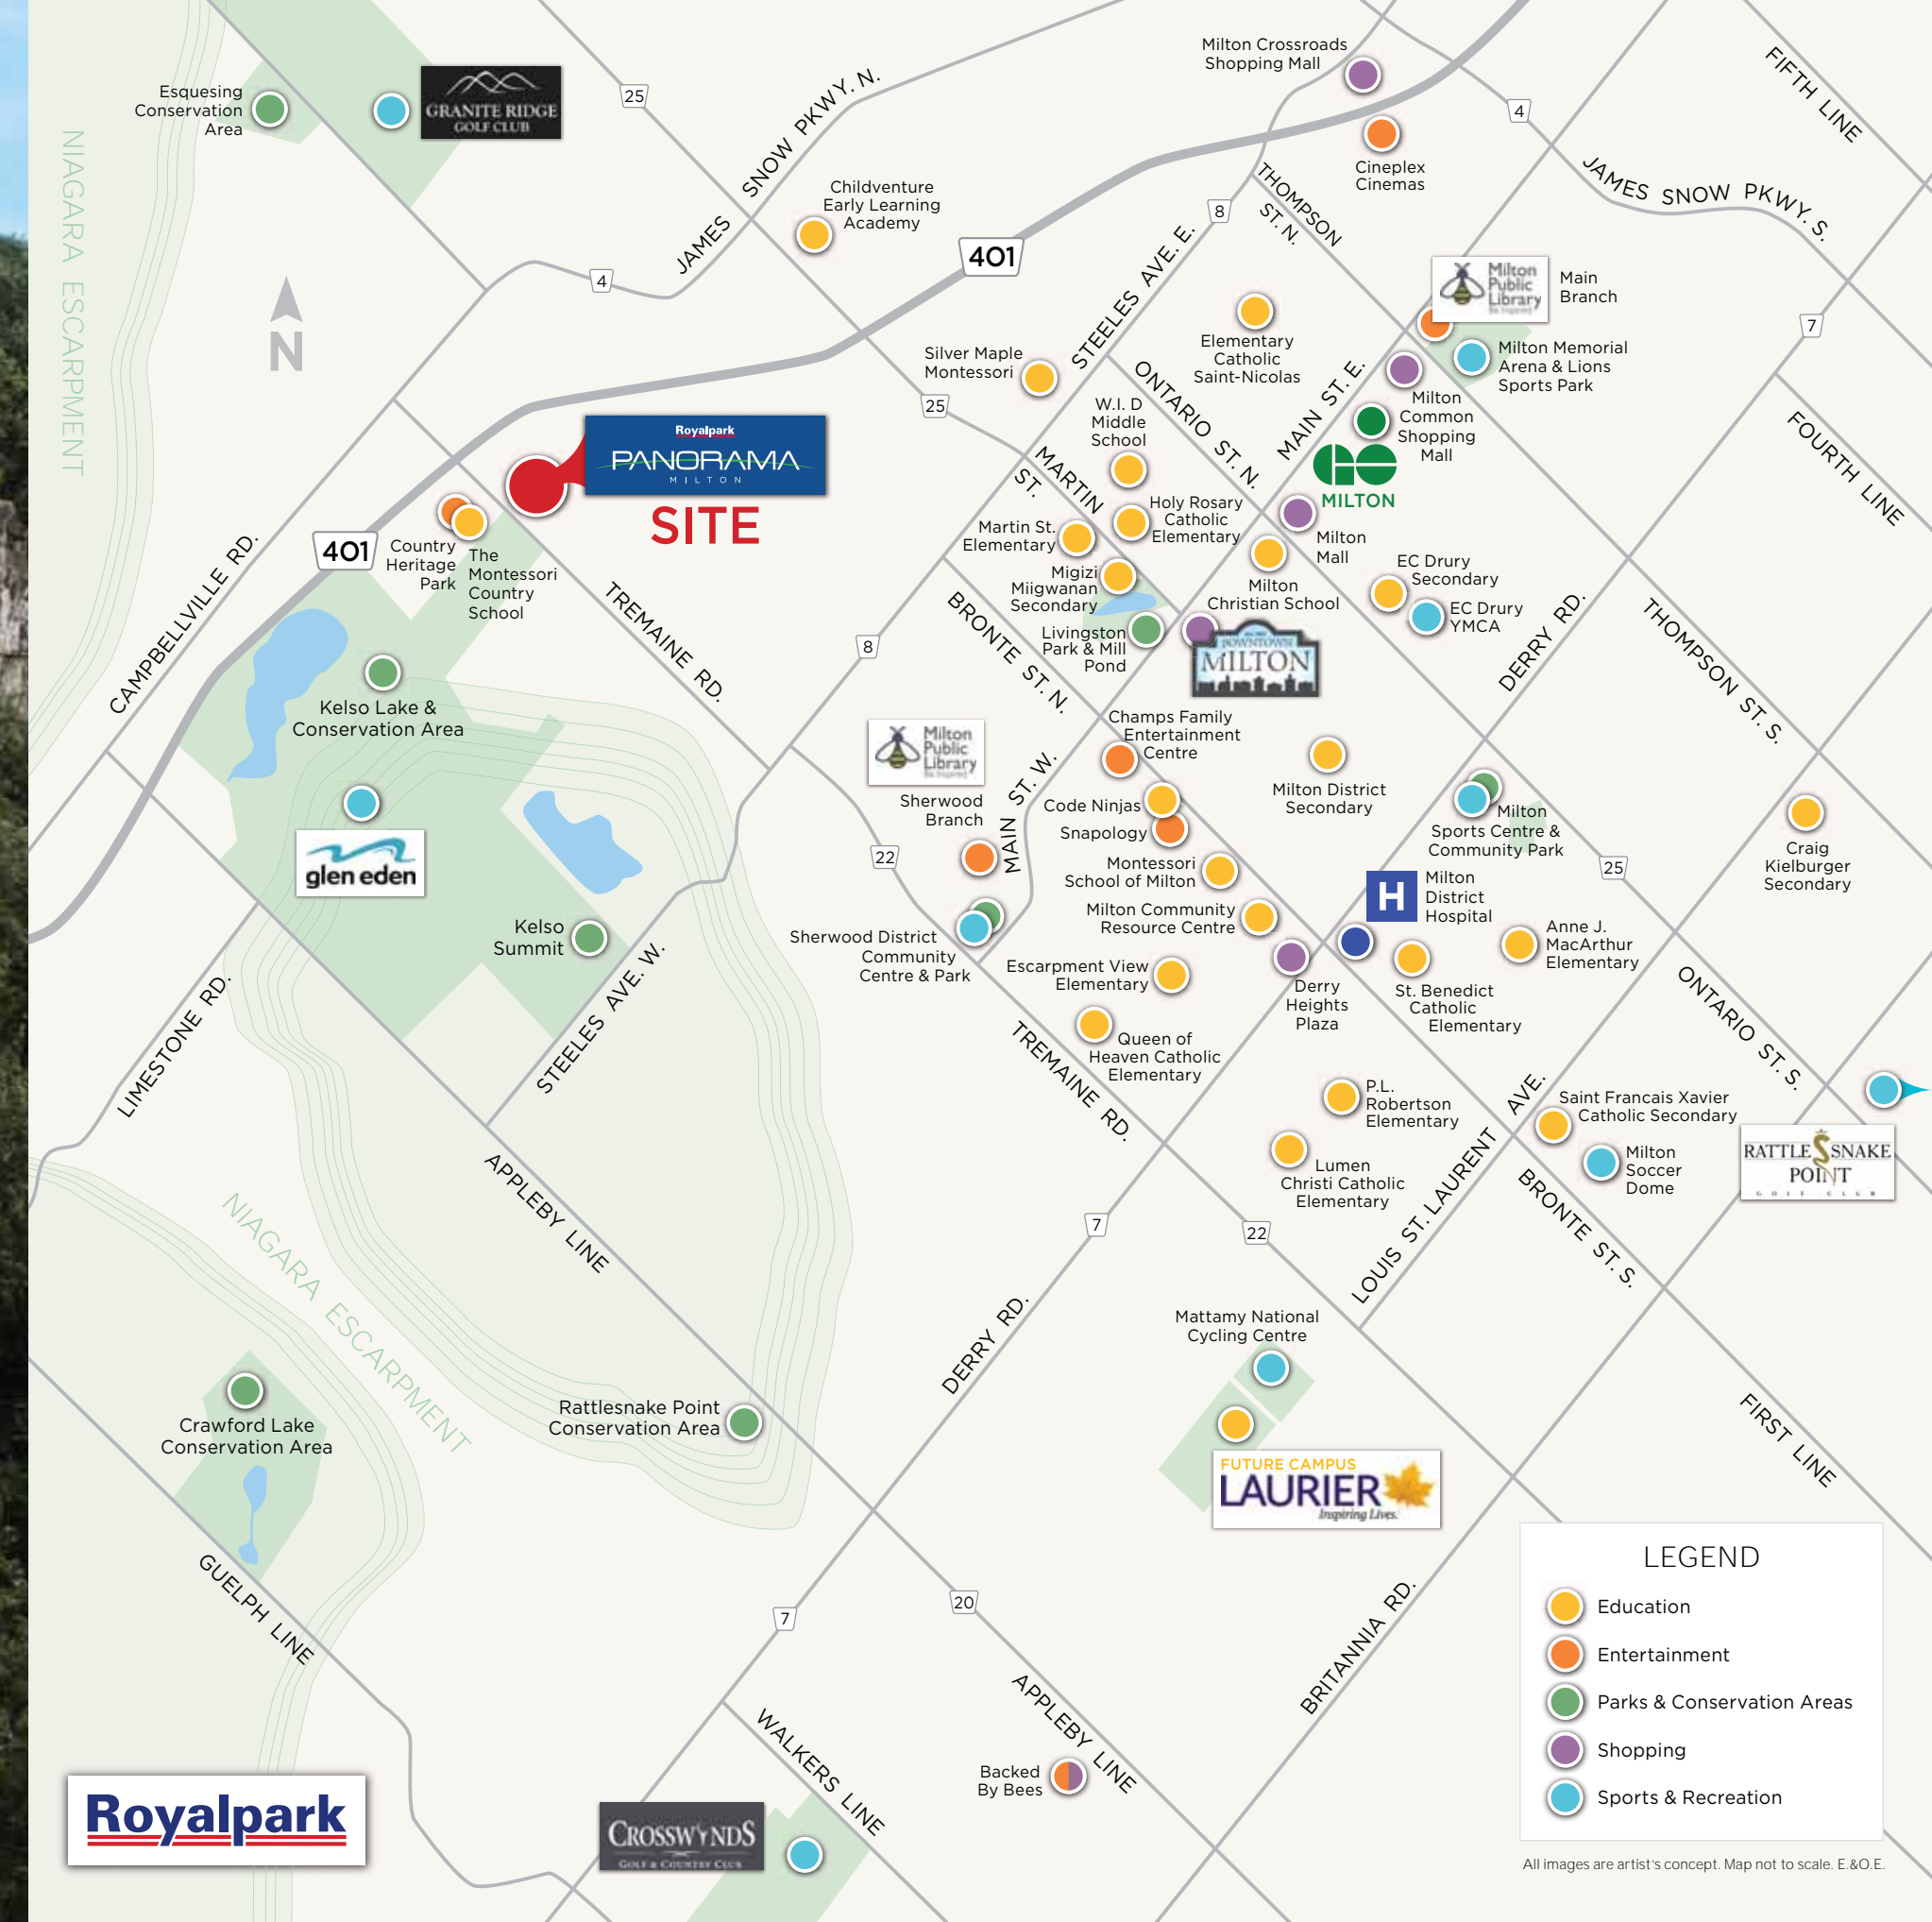 Milton Crossroads
Shopping Mall
FIFTH LINE
Esquesing
Conservation
Area
GRANITE RIDGE
GOLF CLUB
25
SNOW PKWY. N.
JAMES
4
Cineplex
Cinemas
JAMES SNOW PKWY. S.
NIAGARA ESCARPMENT
Childventure
Early Learning
Academy
THOMPSON
ST. N.
8
401
4
STEELES AVE. E.
Milton
Public
Library
Be Inspired
Main
Branch
N
7
Elementary
Catholic
Saint-Nicolas
Silver Maple
Montessori
Milton Memorial
Arena & Lions
Sports Park
ONTARIO ST. N.
MAIN ST. E.
25
W.I. D
Middle
School
Milton
Common
Shopping
Mall
Royalpark
PANORAMA
MILTON
SITE
GO
MILTON
FOURTH LINE
MARTIN
ST.
Holy Rosary
Catholic
Elementary
Martin St.
Elementary
Milton
Mall
401
Country
Heritage
Park
The
Montessori
Country
School
CAMPBELLVILLE RD.
TREMAINE RD.
EC Drury
Secondary
Migizi
Miigwanan
Secondary
Milton
Christian School
EC Drury
YMCA
BRONTE ST. N.
Livingston
Park & Mill
Pond
DOWNTOWN
MILTON
DERRY RD.
THOMPSON ST. S.
8
Kelso Lake &
Conservation Area
Champs Family
Entertainment
Centre
Milton
Public
Library
Be Inspired
Sherwood
Branch
MAIN ST. W.
Code Ninjas
Snapology
Milton District
Secondary
Milton
Sports Centre &
Community Park
glen eden
22
Montessori
School of Milton
25
Craig
Kielburger
Secondary
H
Milton
District
Hospital
Milton Community
Resource Centre
Kelso
Summit
Sherwood District
Community
Centre & Park
Anne J.
MacArthur
Elementary
Escarpment View
Elementary
Derry
Heights
Plaza
St. Benedict
Catholic
Elementary
LIMESTONE RD.
STEELES AVE. W.
ONTARIO ST. S.
Queen of
Heaven Catholic
Elementary
TREMAINE RD.
P.L.
Robertson
Elementary
Saint Francais Xavier
Catholic Secondary
LOUIS ST. LAURENT AVE.
RATTLE SNAKE
POINT
GOLF CLUB
Milton
Soccer
Dome
Lumen
Christi Catholic
Elementary
APPLEBY LINE
BRONTE ST. S.
7
22
NIAGARA ESCARPMENT
DERRY RD.
Mattamy National
Cycling Centre
Crawford Lake
Conservation Area
Rattlesnake Point
Conservation Area
FIRST LINE
FUTURE CAMPUS
LAURIER
Inspiring Lives.
GUELPH LINE
20
7
BRITANNIA RD.
LEGEND
Education
Entertainment
Parks & Conservation Areas
Shopping
Sports & Recreation
WALKERS LINE
APPLEBY LINE
Backed
By Bees
Royalpark
CROSSWYNDS
GOLF & COUNTRY CLUB
All images are artist's concept. Map not to scale. E.&O.E.